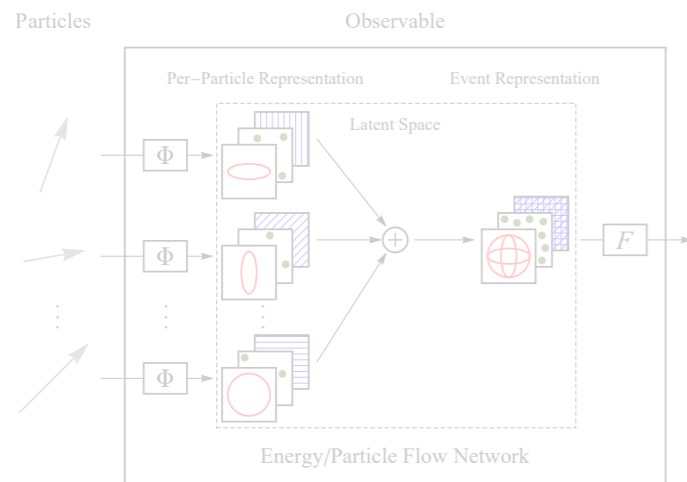 Particles
Observable
Per−Particle Representation
Event Representation
Latent Space
Φ
Φ
F
Φ
Energy/Particle Flow Network